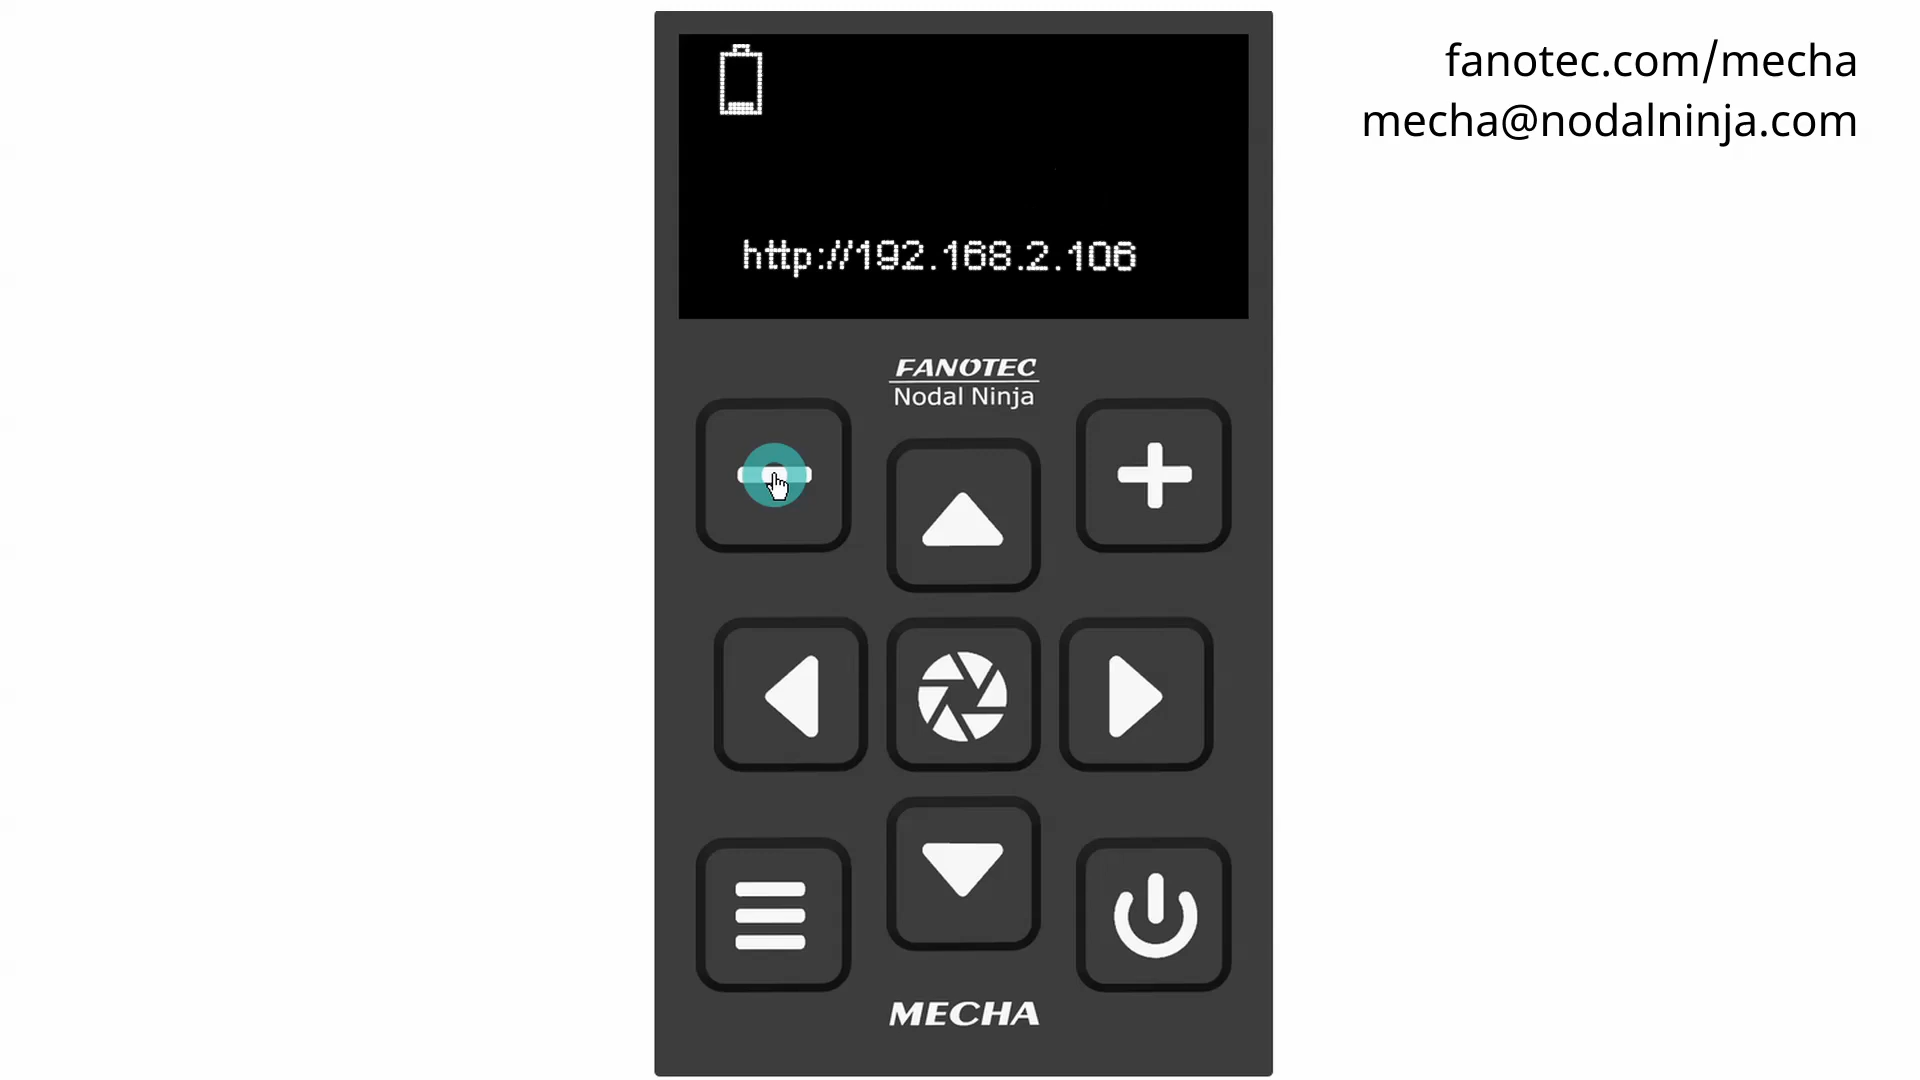 fanotec.com/mecha
mecha@nodalninja.com
http://192.168.2.106
FANOTEC
Nodal Ninja
MECHA